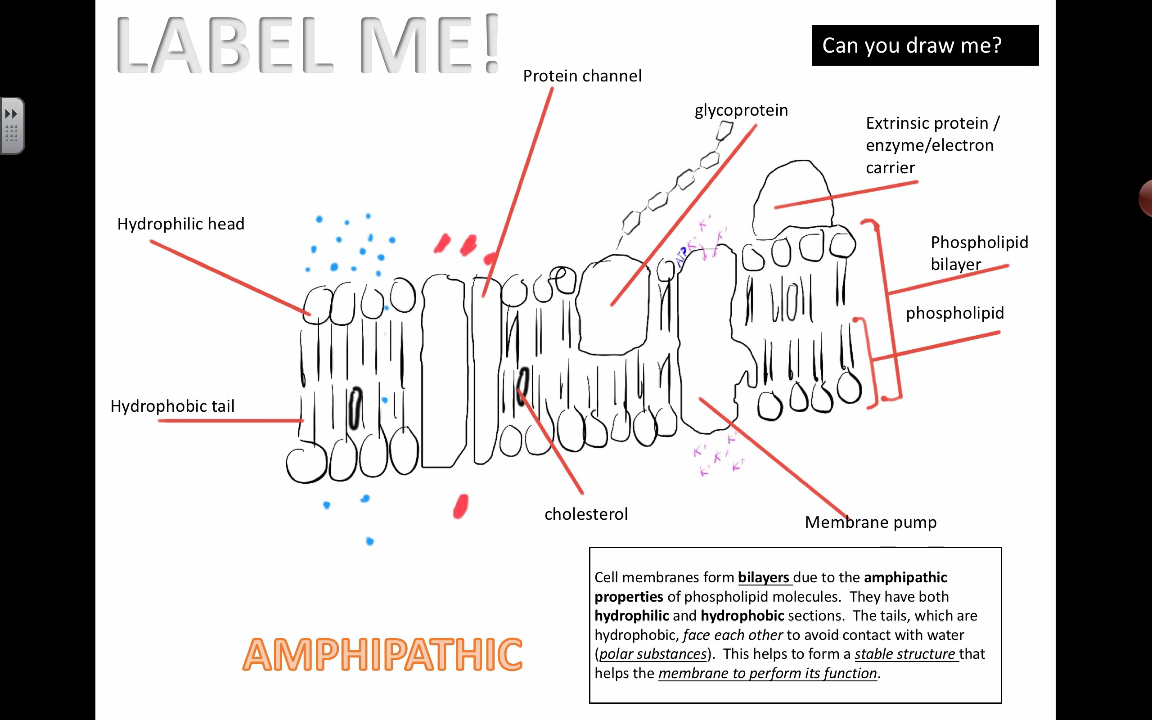 LABEL ME!
Can you draw me?
Protein channel
glycoprotein
Extrinsic protein /
enzyme/electron
carrier
Hydrophilic head
Phospholipid
bilayer
phospholipid
Hydrophobic tail
cholesterol
Membrane pump
ATP
K+ K+ K+ K+
K+ K+ K+ K+ K+
Cell membranes form bilayers due to the amphipathic
properties of phospholipid molecules. They have both
hydrophilic and hydrophobic sections. The tails, which are
hydrophobic, face each other to avoid contact with water
(polar substances). This helps to form a stable structure that
helps the membrane to perform its function.
AMPHIPATHIC